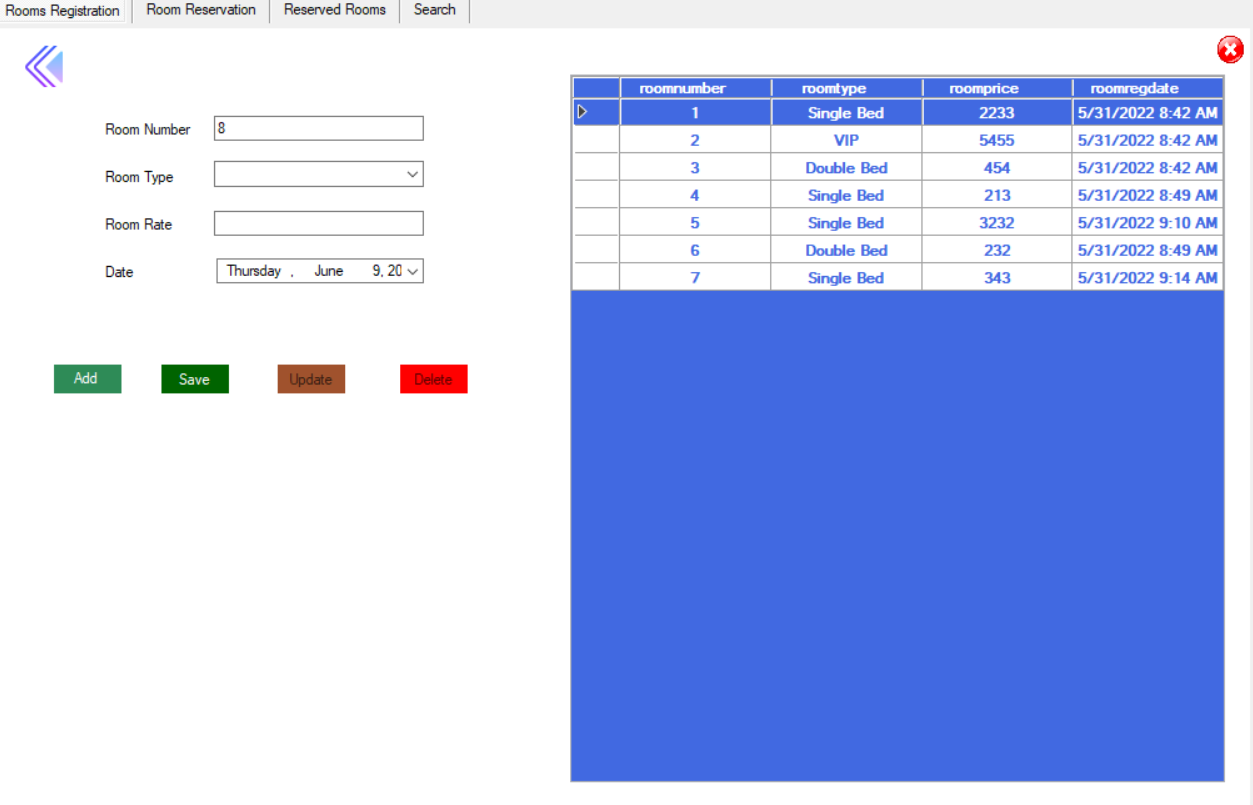 Rooms Registration Room Reservation Reserved Rooms Search
Room Number 8
Room Type
Room Rate
Date Thursday , June 9, 20
Add Save Update Delete
roomnumber roomtype roomprice roomregdate
1 Single Bed 2233 5/31/2022 8:42 AM
2 VIP 5455 5/31/2022 8:42 AM
3 Double Bed 454 5/31/2022 8:42 AM
4 Single Bed 213 5/31/2022 8:49 AM
5 Single Bed 3232 5/31/2022 9:10 AM
6 Double Bed 232 5/31/2022 8:49 AM
7 Single Bed 343 5/31/2022 9:14 AM